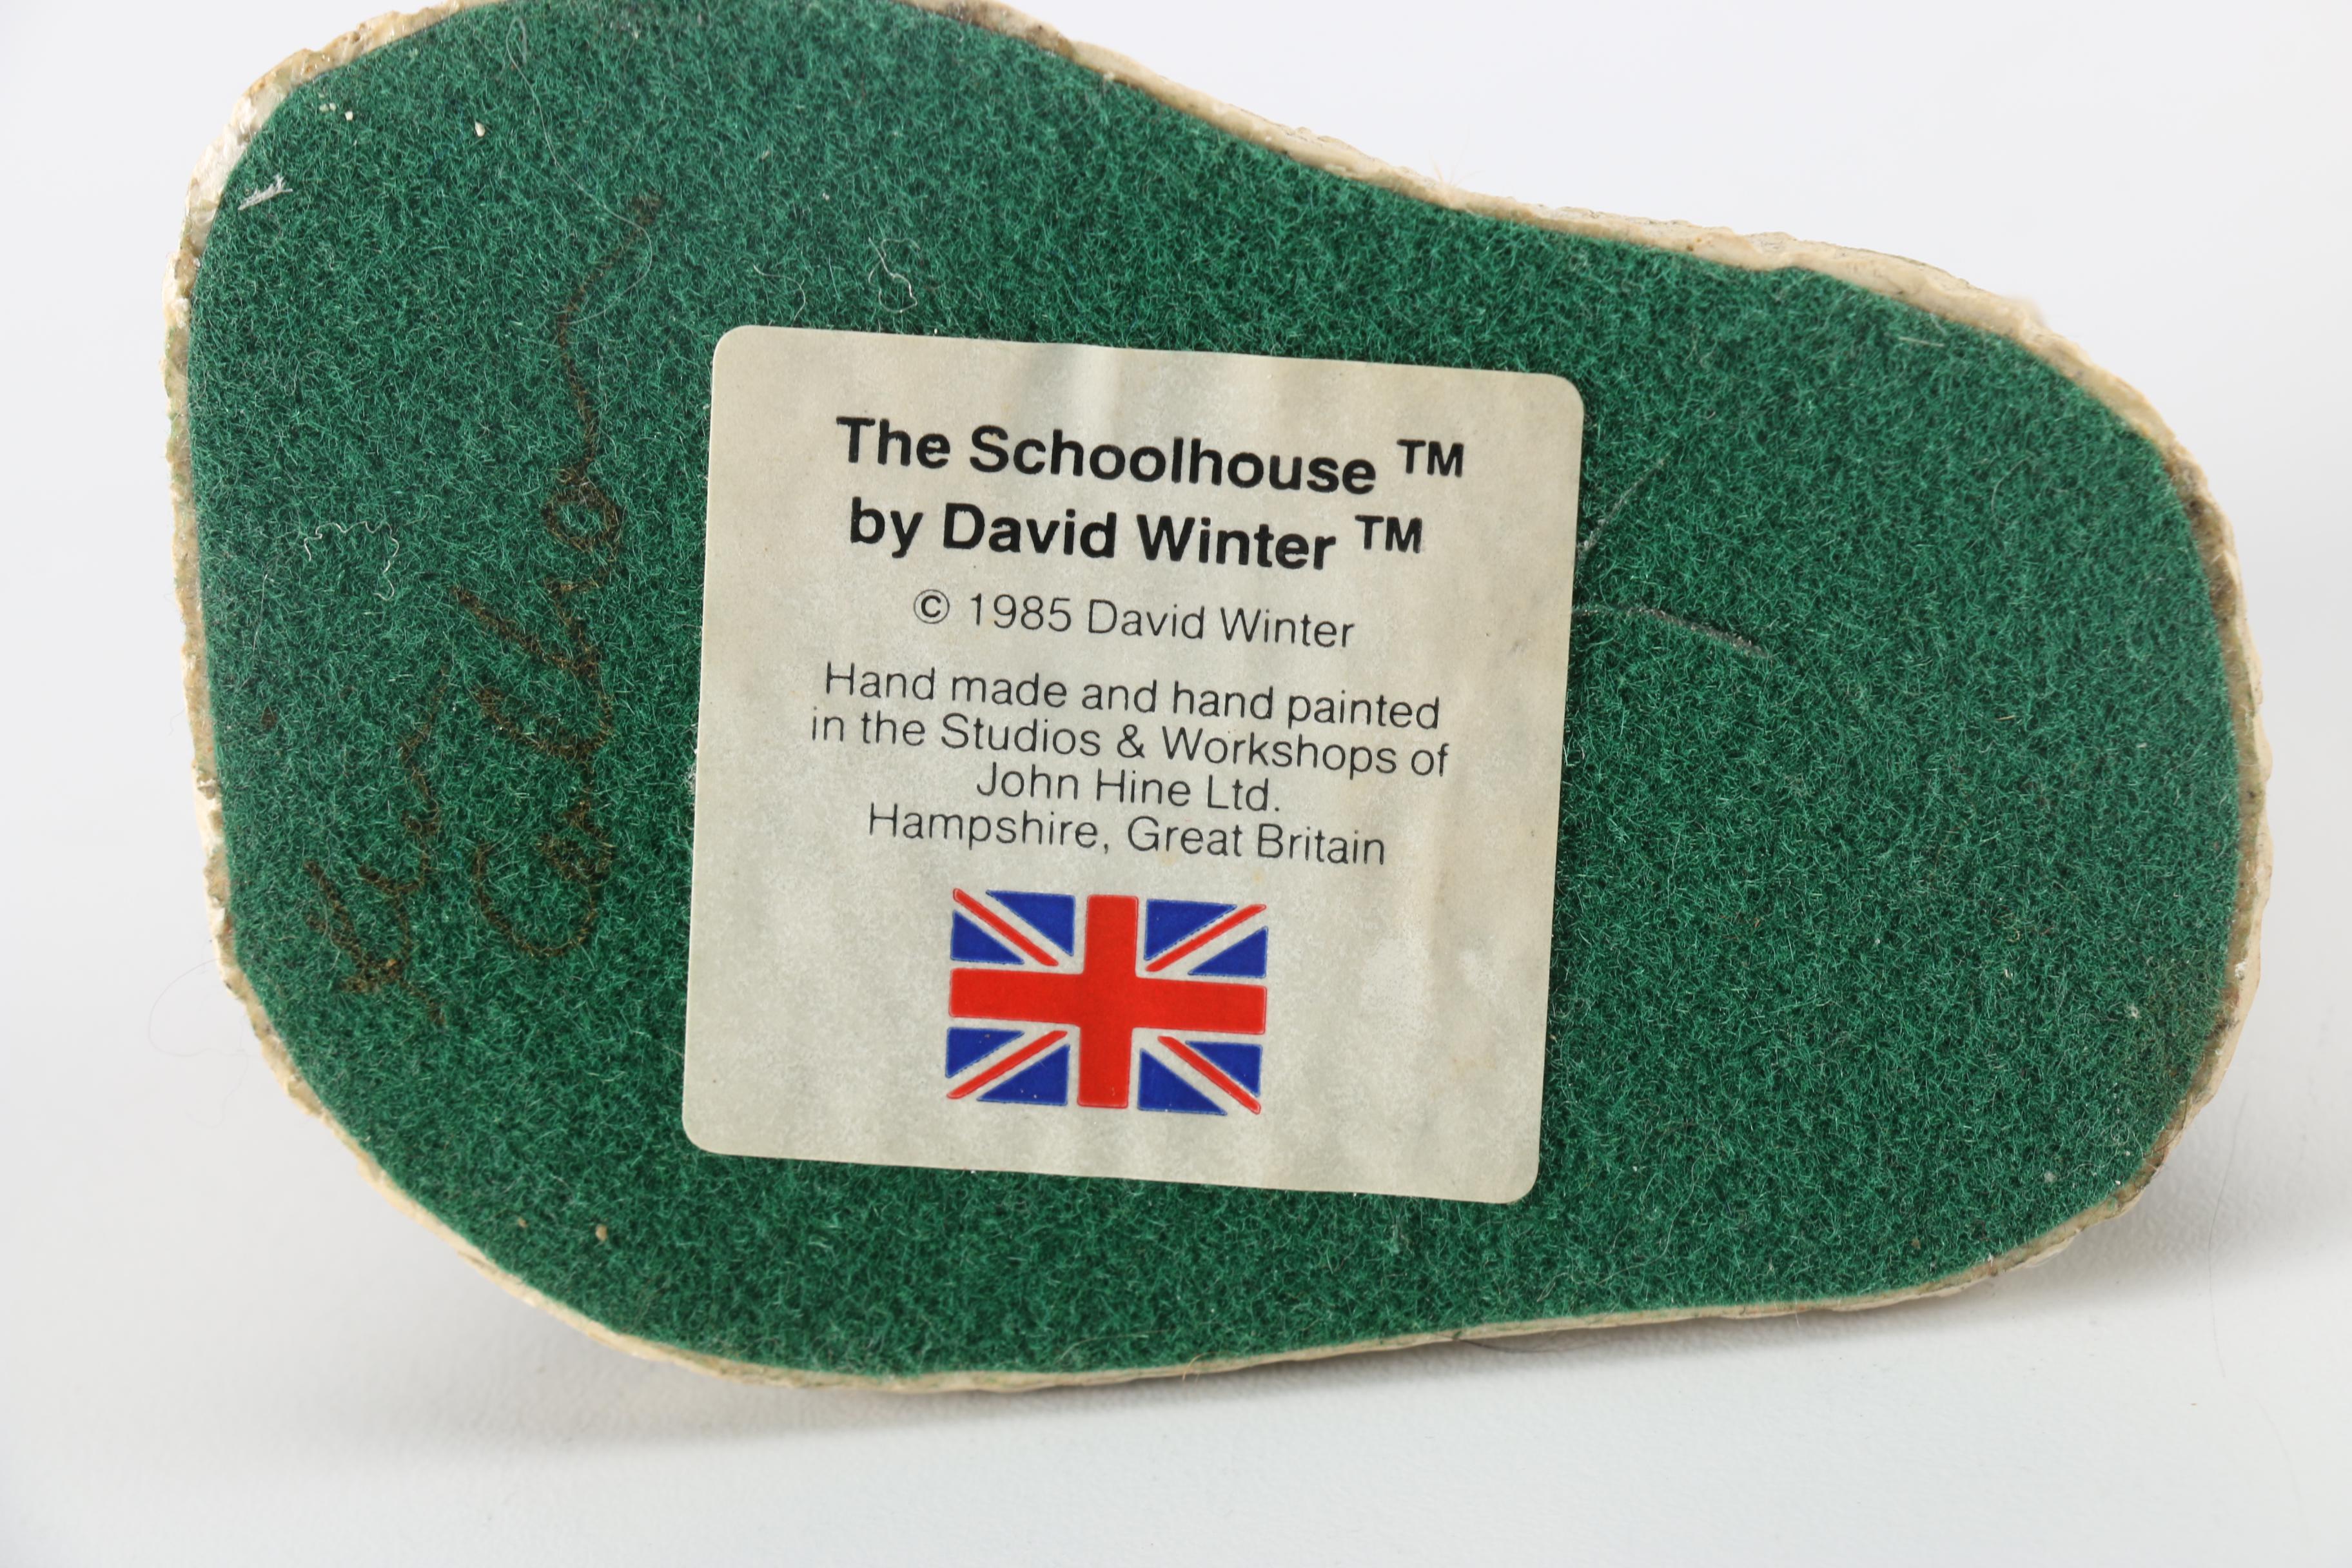 The Schoolhouse ™
by David Winter ™
© 1985 David Winter
Hand made and hand painted
in the Studios & Workshops of
John Hine Ltd.
Hampshire, Great Britain